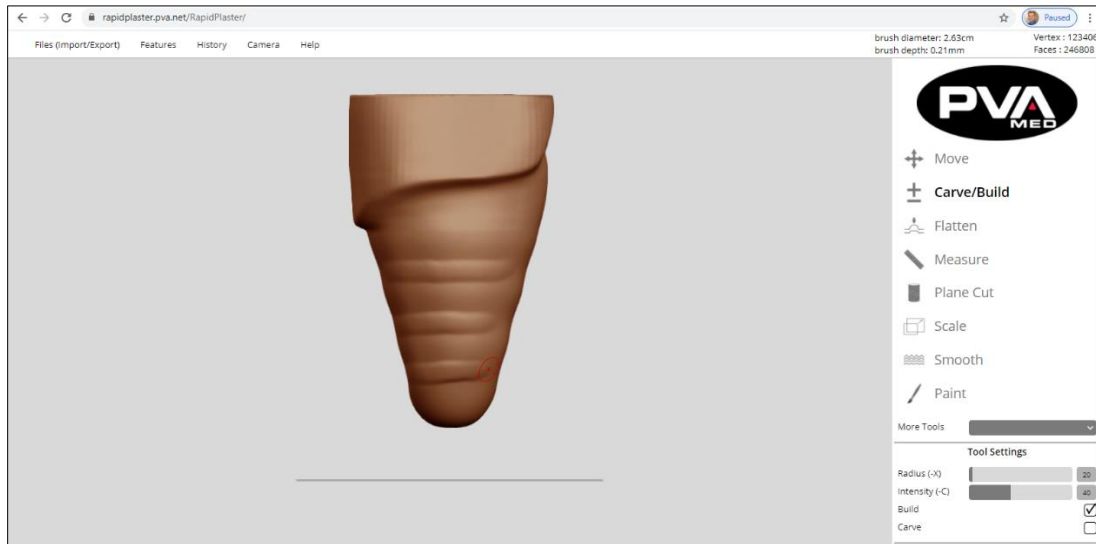 rapidplaster.pva.net/RapidPlaster/
Paused
Files (Import/Export) Features History Camera Help
brush diameter: 2.63cm
brush depth: 0.21mm
Vertex : 123406
Faces : 246808
PVA
MED
Move
Carve/Build
Flatten
Measure
Plane Cut
Scale
Smooth
Paint
More Tools
Tool Settings
Radius (-X) 20
Intensity (-C) 40
Build
Carve